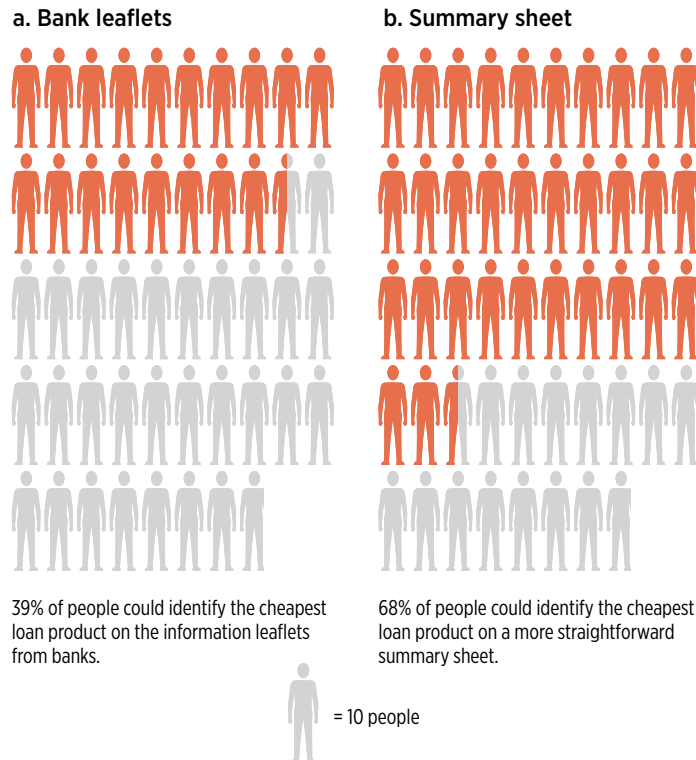 a. Bank leaflets
b. Summary sheet
39% of people could identify the cheapest
loan product on the information leaflets
from banks.
68% of people could identify the cheapest
loan product on a more straightforward
summary sheet.
= 10 people